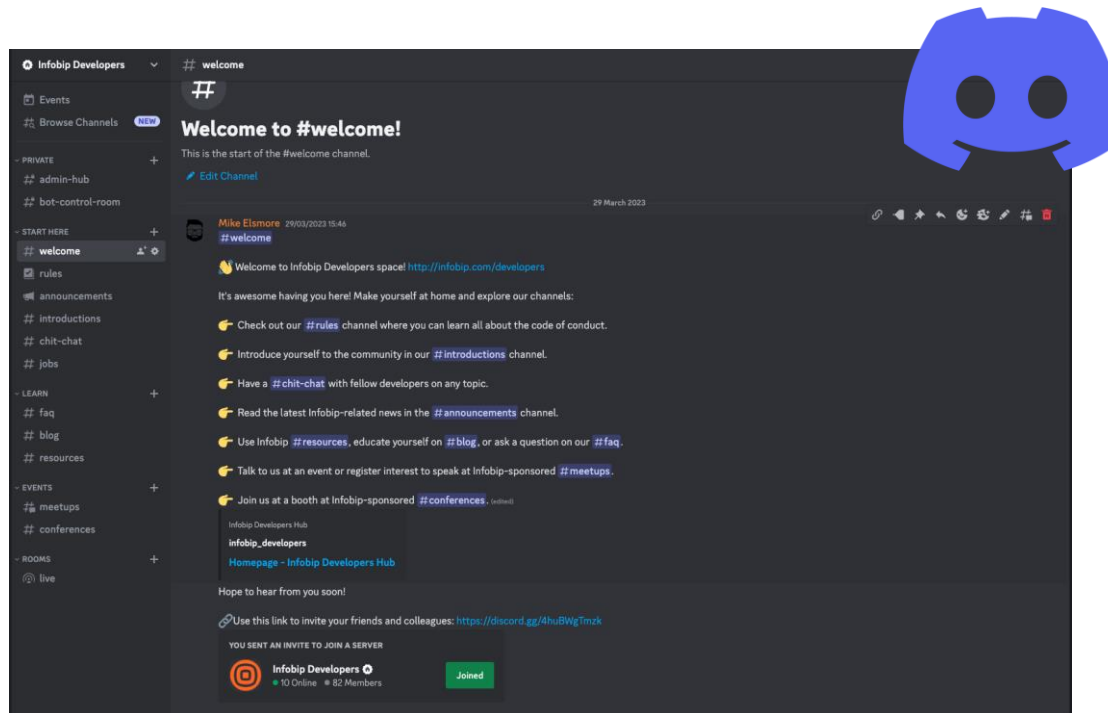 Infobip Developers
Events
Browse Channels NEW
PRIVATE
admin-hub
bot-control-room
START HERE
welcome
rules
announcements
introductions
chit-chat
jobs
LEARN
faq
blog
resources
EVENTS
meetups
conferences
ROOMS
live
# welcome
#
Welcome to #welcome!
This is the start of the #welcome channel.
Edit Channel
29 March 2023
Mike Elsmore 29/03/2023 15:46
#welcome
👋 Welcome to Infobip Developers space! http://infobip.com/developers
It's awesome having you here! Make yourself at home and explore our channels:
👉 Check out our #rules channel where you can learn all about the code of conduct.
👉 Introduce yourself to the community in our #introductions channel.
👉 Have a #chit-chat with fellow developers on any topic.
👉 Read the latest Infobip-related news in the #announcements channel.
👉 Use Infobip #resources, educate yourself on #blog, or ask a question on our #faq.
👉 Talk to us at an event or register interest to speak at Infobip-sponsored #meetups.
👉 Join us at a booth at Infobip-sponsored #conferences. (edited)
Infobip Developers Hub
infobip_developers
Homepage - Infobip Developers Hub
Hope to hear from you soon!
🔗Use this link to invite your friends and colleagues: https://discord.gg/4huBWgTmzk
YOU SENT AN INVITE TO JOIN A SERVER
Infobip Developers
10 Online 82 Members
Joined